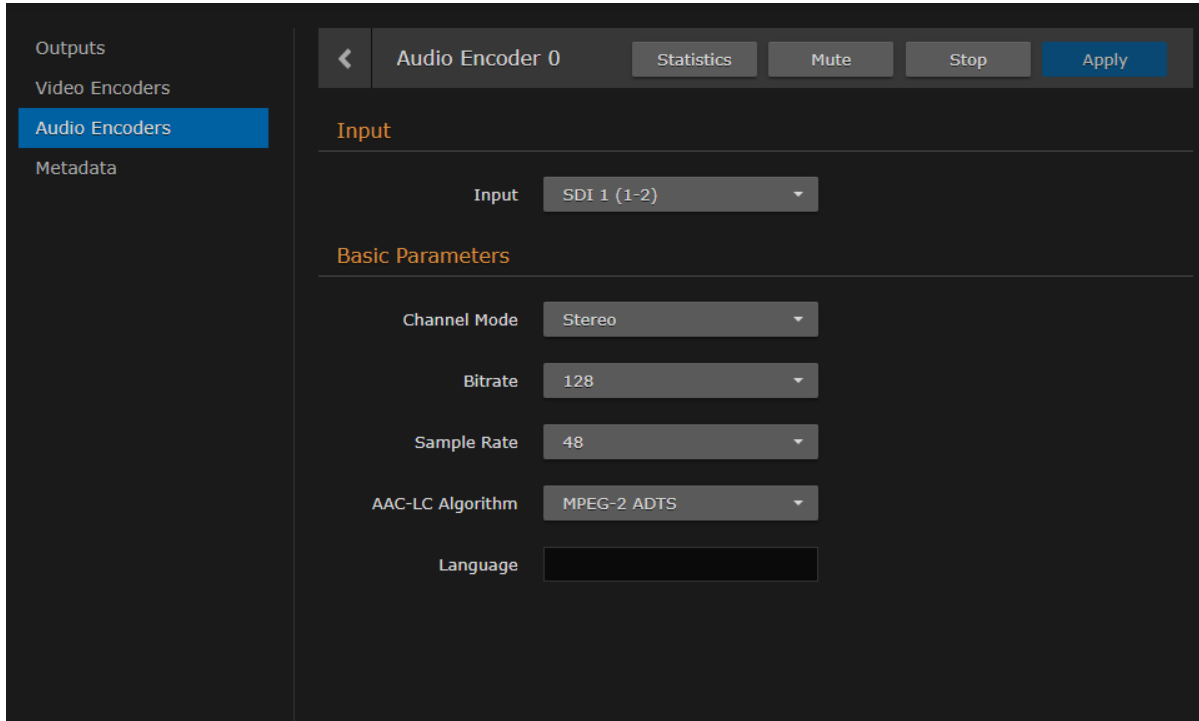 Outputs
Video Encoders
Audio Encoders
Metadata
Audio Encoder 0 Statistics Mute Stop Apply
Input
Input SDI 1 (1-2)
Basic Parameters
Channel Mode Stereo
Bitrate 128
Sample Rate 48
AAC-LC Algorithm MPEG-2 ADTS
Language